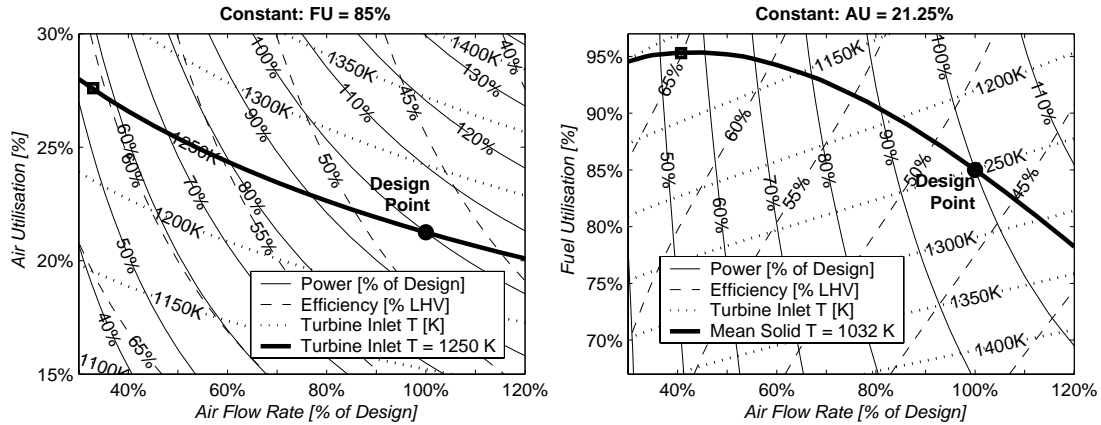 Constant: FU = 85%
30%
25%
20%
15%
Air Utilisation [%]
40%
60%
80%
100%
120%
Air Flow Rate [% of Design]
100%
1350K
1400K
40%
130%
1300K
110%
45%
90%
120%
60%
60%
1250K
70%
80%
50%
Design
Point
1200K
55%
50%
1150K
40%
65%
1100K
Power [% of Design]
Efficiency [% LHV]
Turbine Inlet T [K]
Turbine Inlet T = 1250 K
Constant: AU = 21.25%
95%
90%
85%
80%
75%
70%
Fuel Utilisation [%]
40%
60%
80%
100%
120%
Air Flow Rate [% of Design]
65%
1150K
100%
1200K
110%
60%
90%
50%
70%
80%
55%
50%
250K
45%
60%
Design
Point
1300K
1350K
1400K
Power [% of Design]
Efficiency [% LHV]
Turbine Inlet T [K]
Mean Solid T = 1032 K